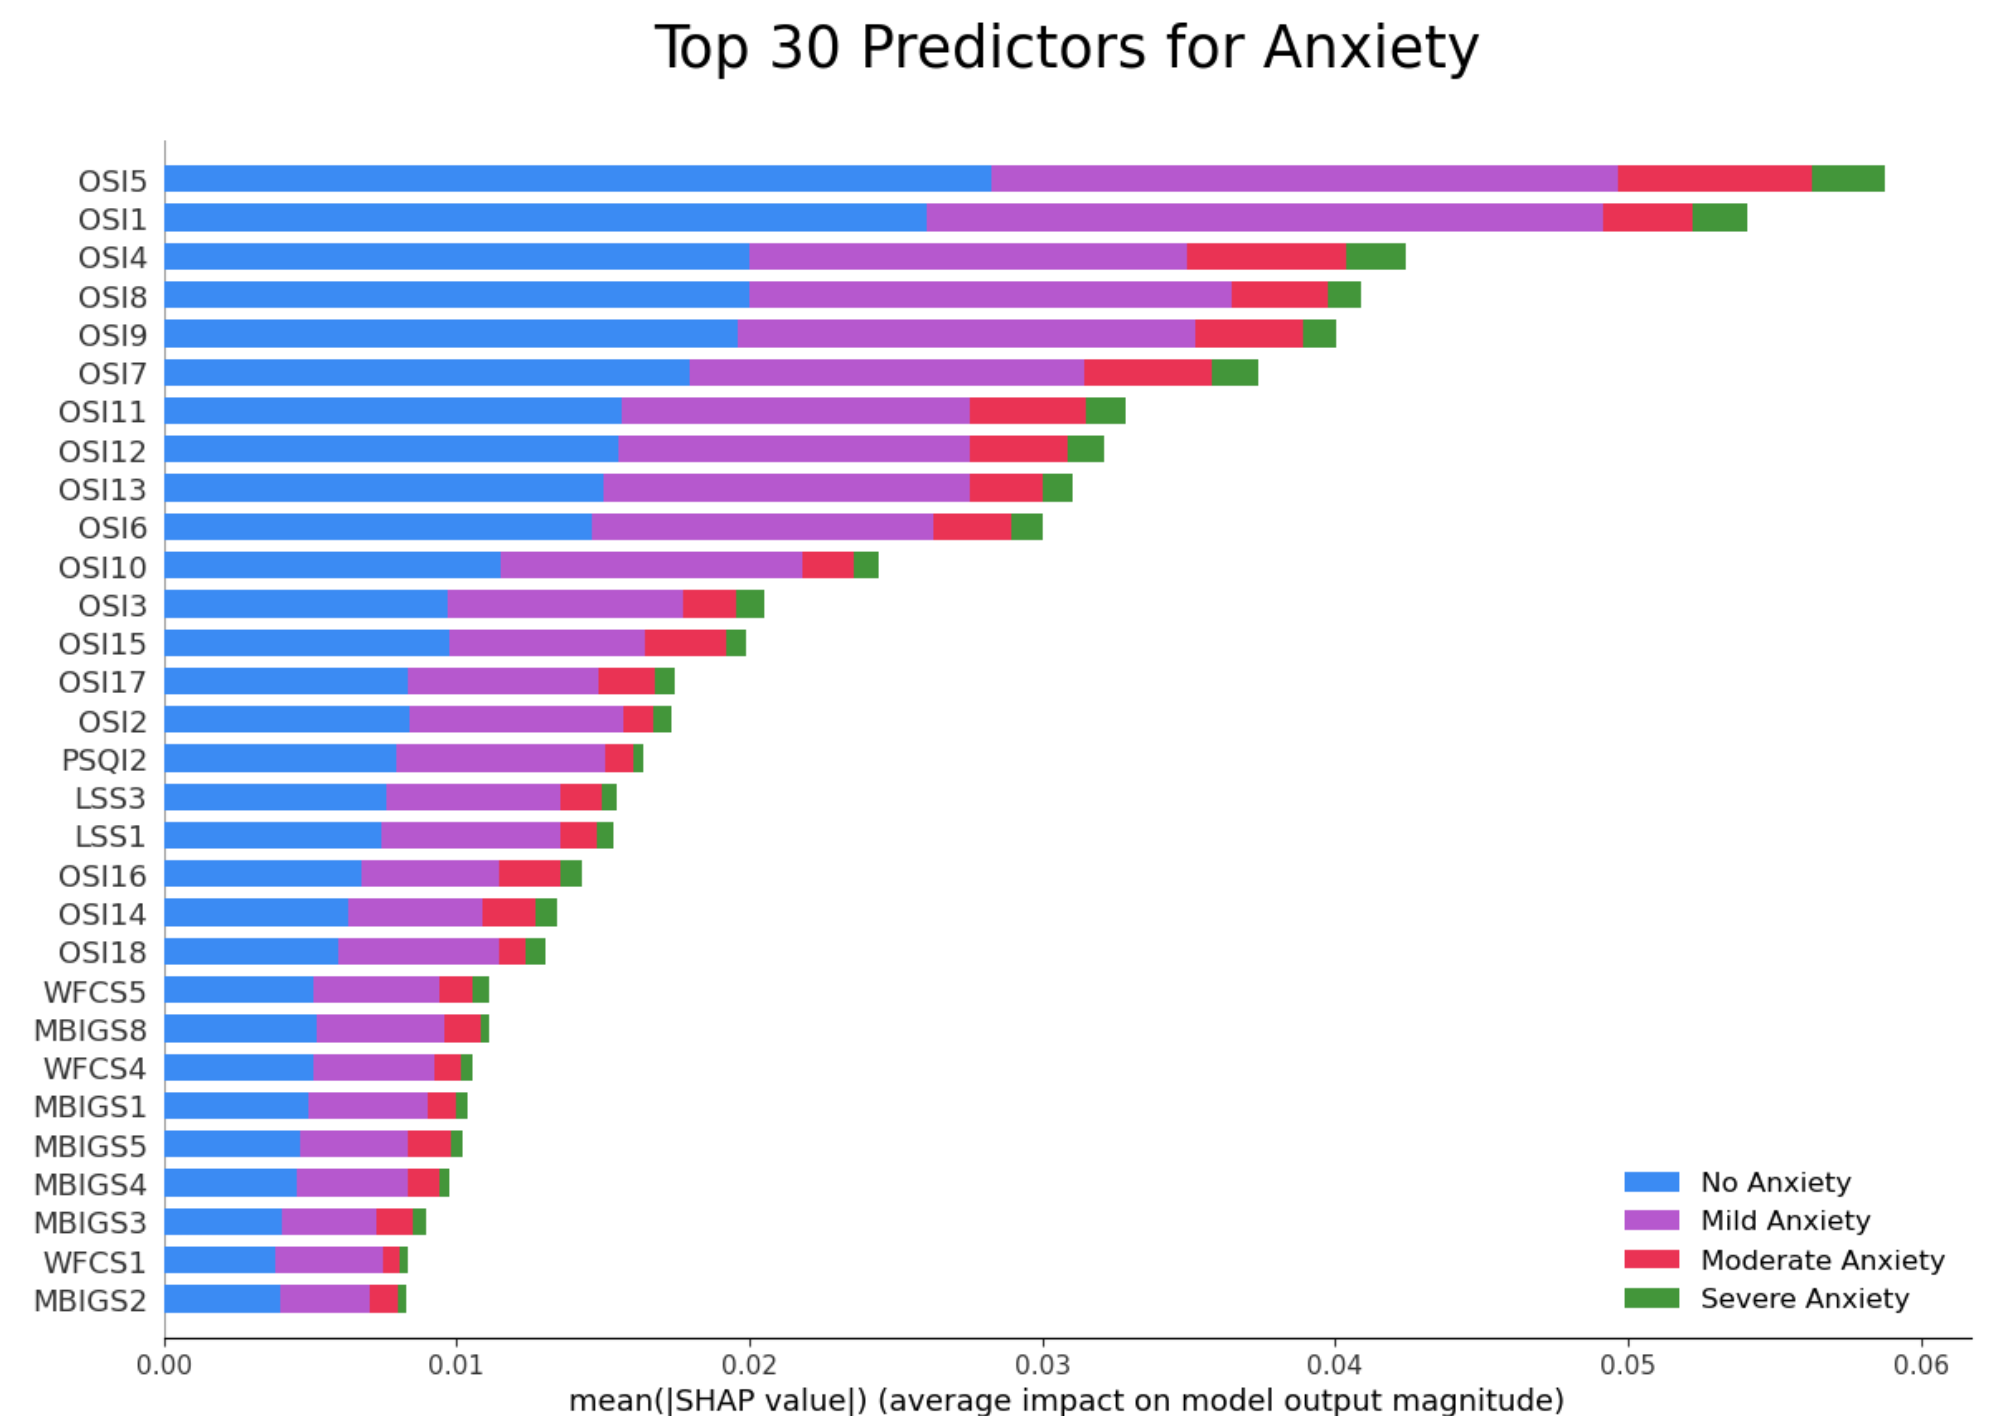 Top 30 Predictors for Anxiety
OSI5
OSI1
OSI4
OSI8
OSI9
OSI7
OSI11
OSI12
OSI13
OSI6
OSI10
OSI3
OSI15
OSI17
OSI2
PSQI2
LSS3
LSS1
OSI16
OSI14
OSI18
WFCS5
MBIGS8
WFCS4
MBIGS1
MBIGS5
MBIGS4
MBIGS3
WFCS1
MBIGS2
No Anxiety
Mild Anxiety
Moderate Anxiety
Severe Anxiety
0.00 0.01 0.02 0.03 0.04 0.05 0.06
mean(|SHAP value|) (average impact on model output magnitude)